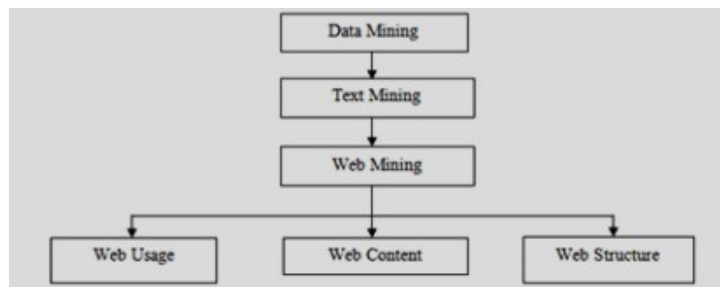 Data Mining
Text Mining
Web Mining
Web Usage
Web Content
Web Structure